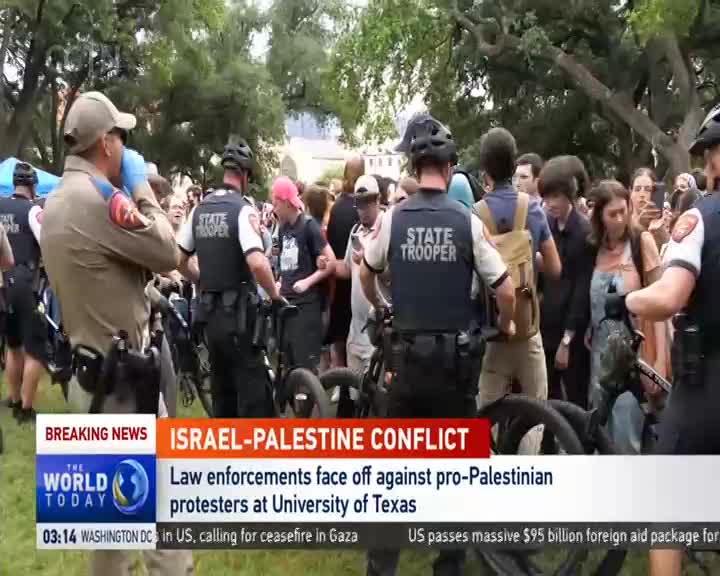 STATE
TROOPER
STATE
TROOPER
BREAKING NEWS
ISRAEL-PALESTINE CONFLICT
THE
WORLD
TODAY
Law enforcements face off against pro-Palestinian
protesters at University of Texas
03:14 WASHINGTON DC
s in US, calling for ceasefire in Gaza US passes massive $95 billion foreign aid package for